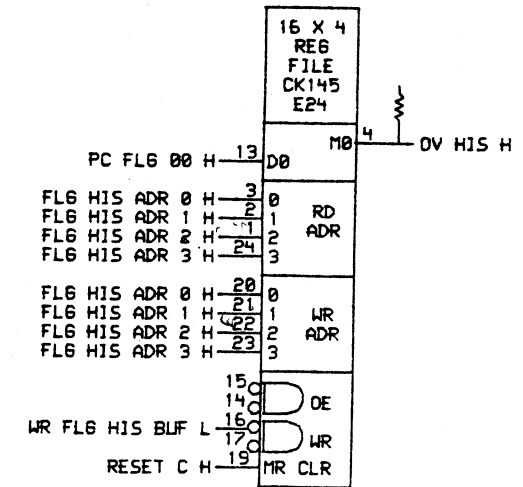 16 X 4
REG
FILE
CK145
E24
M0 4 OV HIS H
PC FLG 00 H 13 D0
FLG HIS ADR 0 H 3 0
FLG HIS ADR 1 H 2 1
FLG HIS ADR 2 H 1 2
FLG HIS ADR 3 H 24 3
RD
ADR
FLG HIS ADR 0 H 20 0
FLG HIS ADR 1 H 21 1
FLG HIS ADR 2 H 22 2
FLG HIS ADR 3 H 23 3
WR
ADR
15
14 OE
WR FLG HIS BUF L 16
17 WR
RESET C H 19 MR CLR